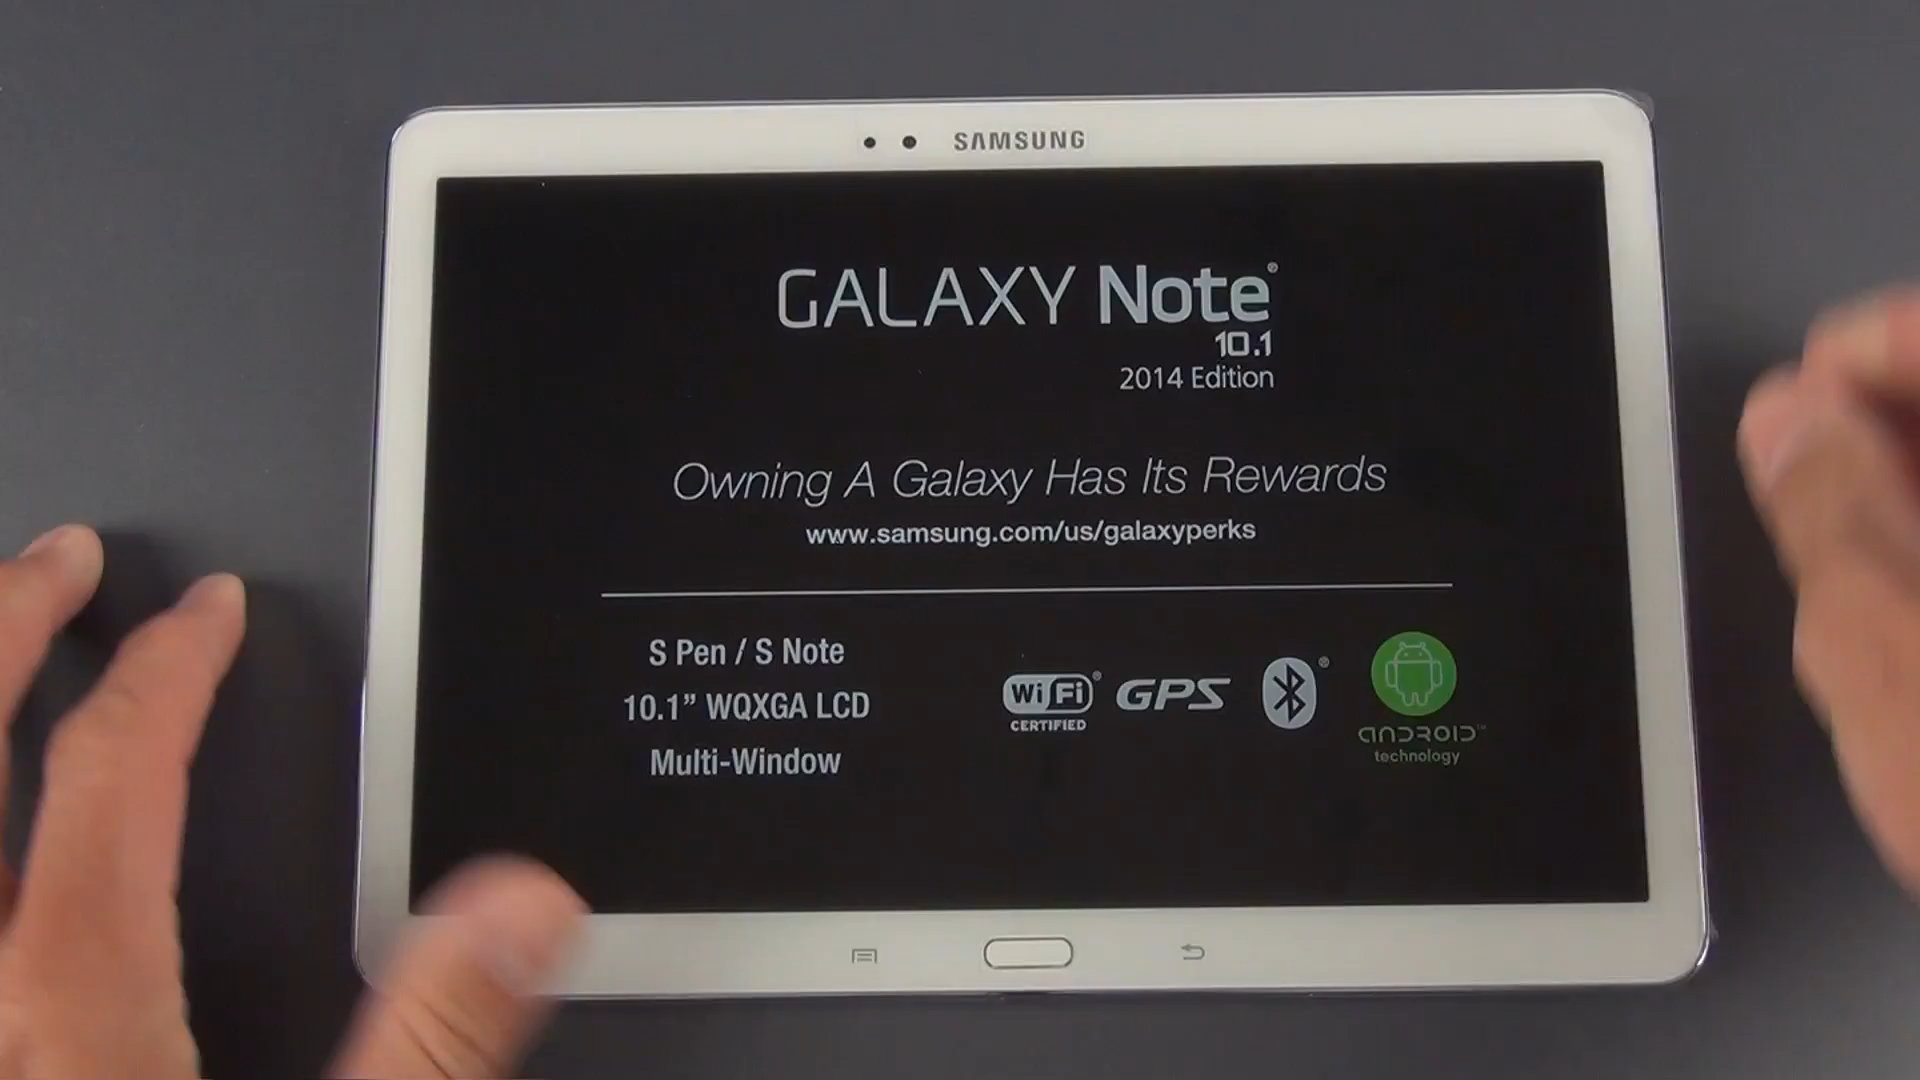 SAMSUNG
GALAXY Note®
10.1
2014 Edition
Owning A Galaxy Has Its Rewards
www.samsung.com/us/galaxyperks
S Pen / S Note
10.1” WQXGA LCD
Multi-Window
Wi Fi®
CERTIFIED
GPS
®
ANDROID™
technology